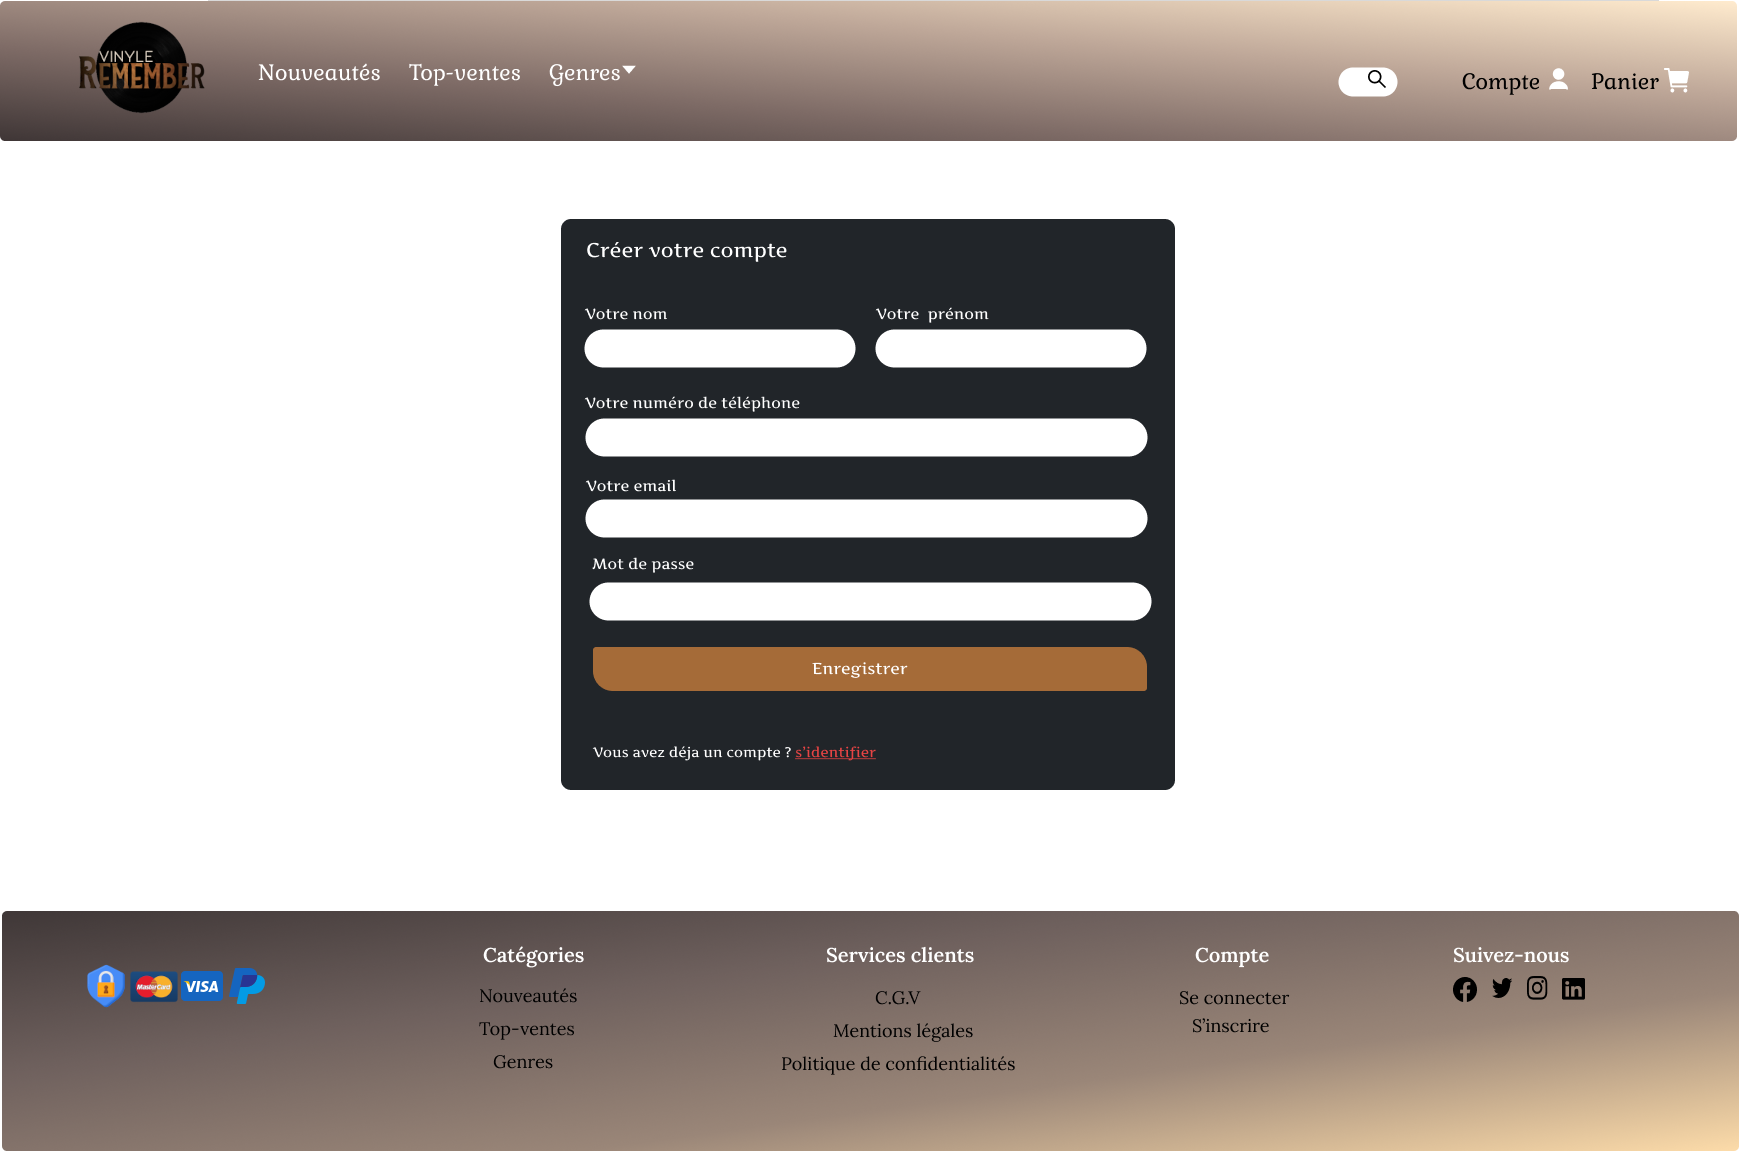 VINYLE
REMEMBER
Nouveautés Top-ventes Genres
Compte Panier
Créer votre compte
Votre nom Votre  prénom
Votre numéro de téléphone
Votre email
Mot de passe
Enregistrer
Vous avez déja un compte ? s'identifier
MasterCard VISA
Catégories
Nouveautés
Top-ventes
Genres
Services clients
C.G.V
Mentions légales
Politique de confidentialités
Compte
Se connecter
S’inscrire
Suivez-nous